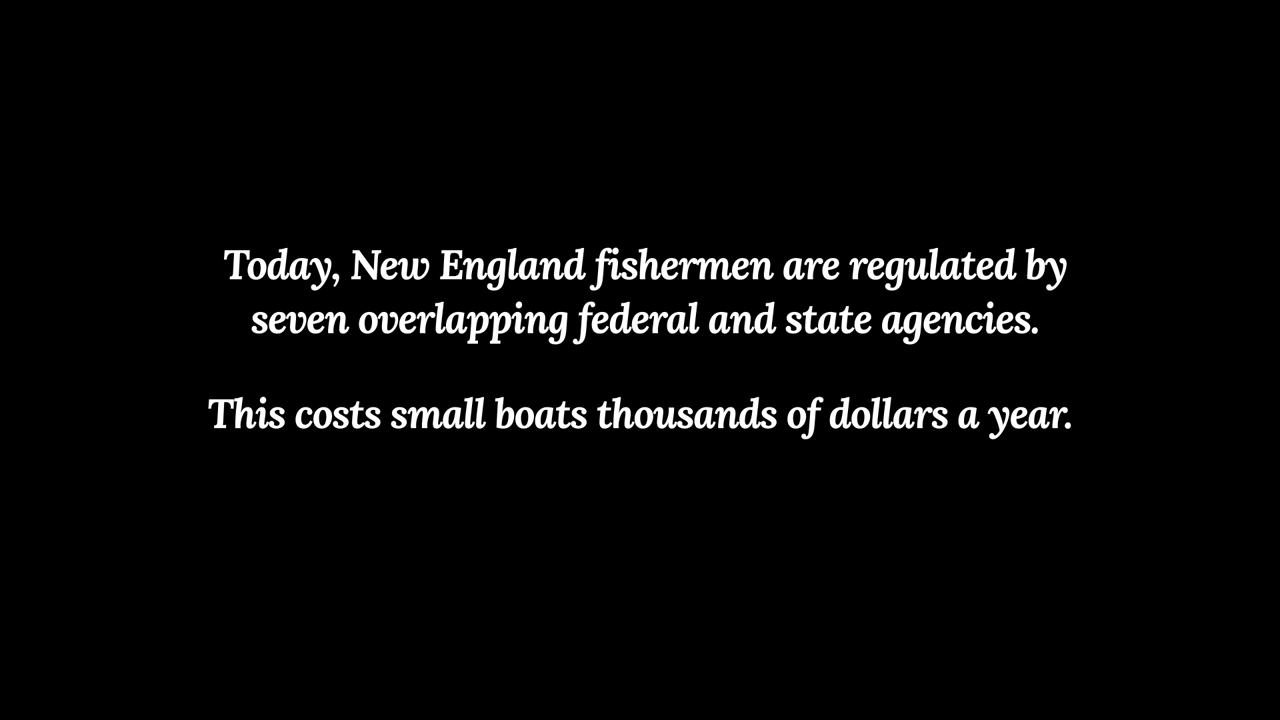 Today, New England fishermen are regulated by
seven overlapping federal and state agencies.
This costs small boats thousands of dollars a year.